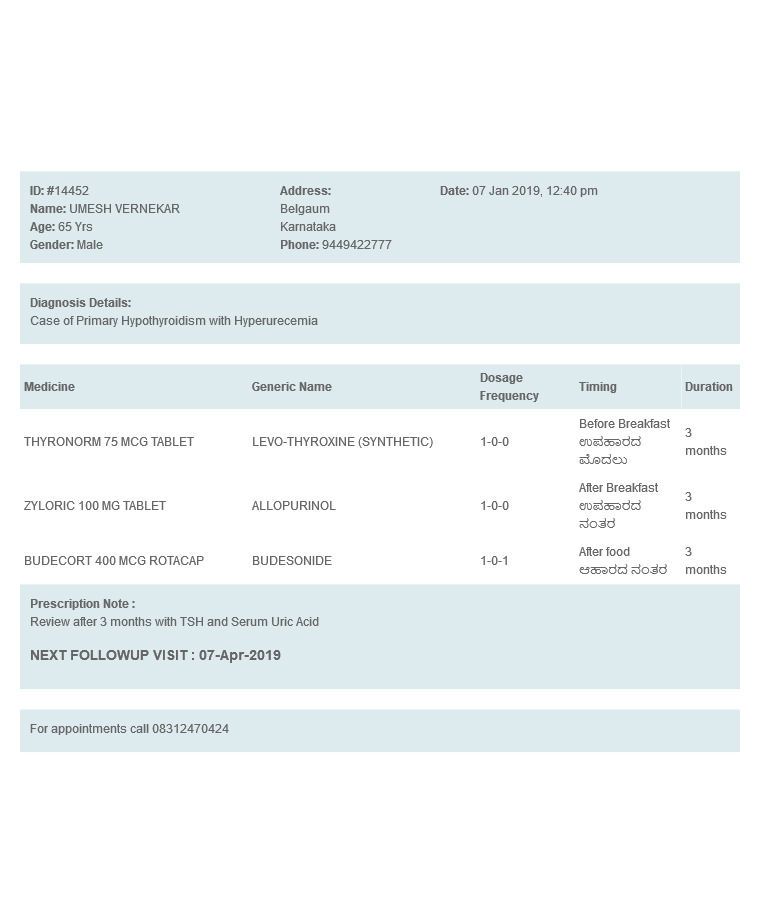 ID: #14452
Name: UMESH VERNEKAR
Age: 65 Yrs
Gender: Male
Address:
Belgaum
Karnataka
Phone: 9449422777
Date: 07 Jan 2019, 12:40 pm
Diagnosis Details:
Case of Primary Hypothyroidism with Hyperurecemia
Medicine Generic Name Dosage Frequency Timing Duration
THYRONORM 75 MCG TABLET LEVO-THYROXINE (SYNTHETIC) 1-0-0 Before Breakfast ಉಪಹಾರದ ಮೊದಲು 3 months
ZYLORIC 100 MG TABLET ALLOPURINOL 1-0-0 After Breakfast ಉಪಹಾರದ ನಂತರ 3 months
BUDECORT 400 MCG ROTACAP BUDESONIDE 1-0-1 After food ಆಹಾರದ ನಂತರ 3 months
Prescription Note :
Review after 3 months with TSH and Serum Uric Acid
NEXT FOLLOWUP VISIT : 07-Apr-2019
For appointments call 08312470424